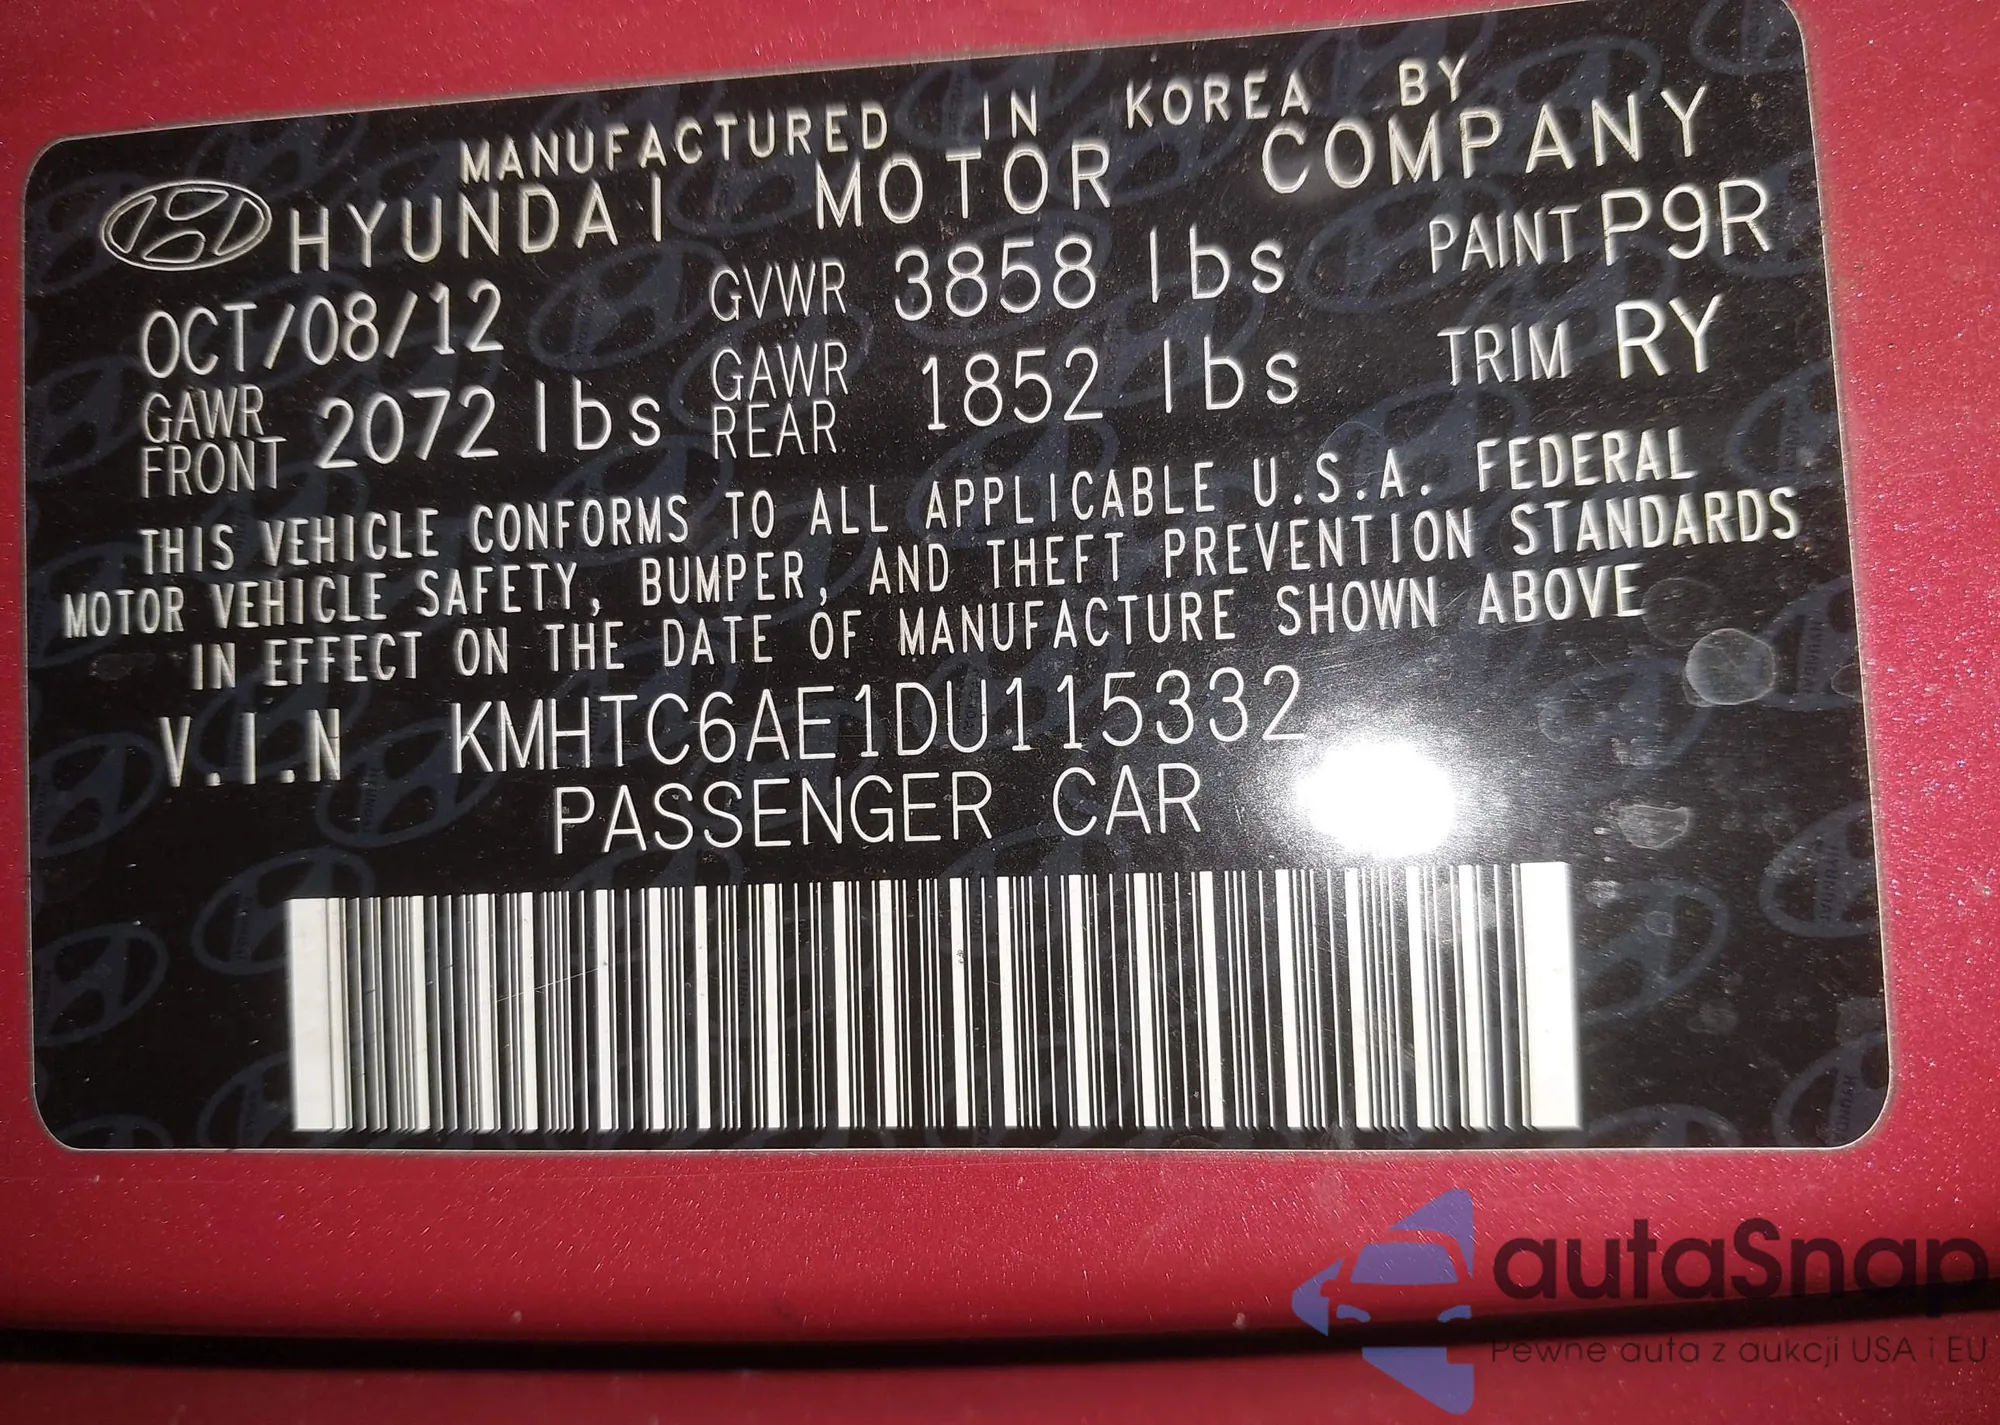 MANUFACTURED IN KOREA BY
HYUNDAI MOTOR COMPANY
OCT/08/12 GVWR 3858 lbs PAINT P9R
GAWR FRONT 2072 lbs GAWR REAR 1852 lbs TRIM RY
THIS VEHICLE CONFORMS TO ALL APPLICABLE U.S.A. FEDERAL
MOTOR VEHICLE SAFETY, BUMPER, AND THEFT PREVENTION STANDARDS
IN EFFECT ON THE DATE OF MANUFACTURE SHOWN ABOVE
V.I.N KMHTC6AE1DU115332
PASSENGER CAR
autaSnap
Pewne auta z aukcji USA i EU